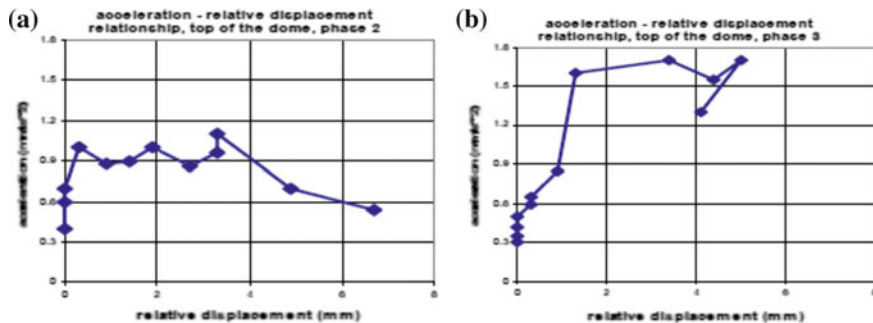 (a)
acceleration - relative displacement
relationship, top of the dome, phase 2
1.8
1.5
1.2
0.9
0.6
0.3
0
0 2 4 6 8
relative displacement (mm)
(b)
acceleration - relative displacement
relationship, top of the dome, phase 3
1.8
1.5
1.2
0.9
0.6
0.3
0
0 2 4 6 8
relative displacement (mm)